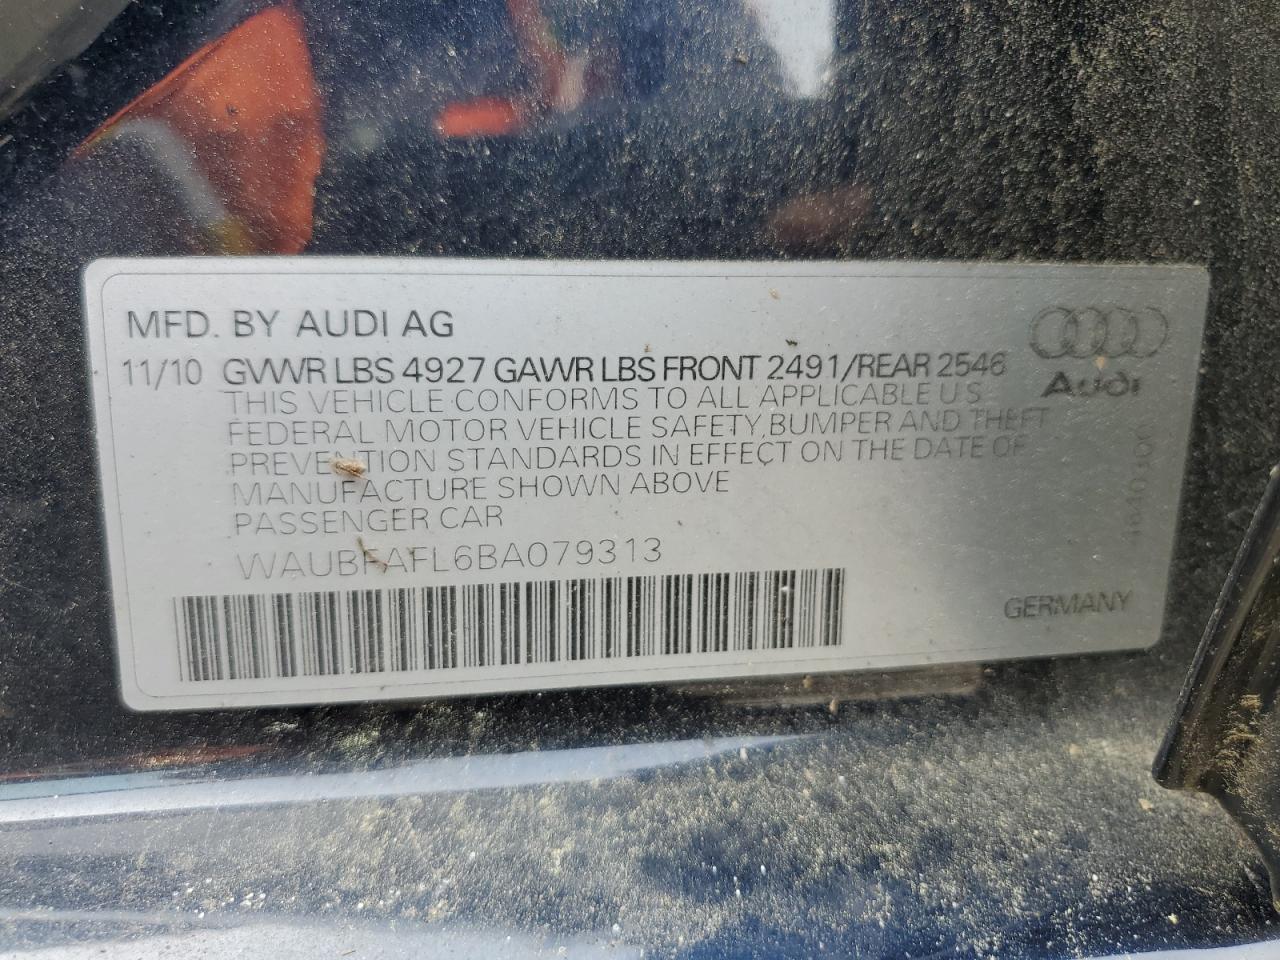 MFD. BY AUDI AG
11/10 GVWR LBS 4927 GAWR LBS FRONT 2491/REAR 2546
Audi
THIS VEHICLE CONFORMS TO ALL APPLICABLE U S
FEDERAL MOTOR VEHICLE SAFETY, BUMPER AND THEFT
PREVENTION STANDARDS IN EFFECT ON THE DATE OF
MANUFACTURE SHOWN ABOVE
PASSENGER CAR
WAUBFAFL6BA079313
GERMANY